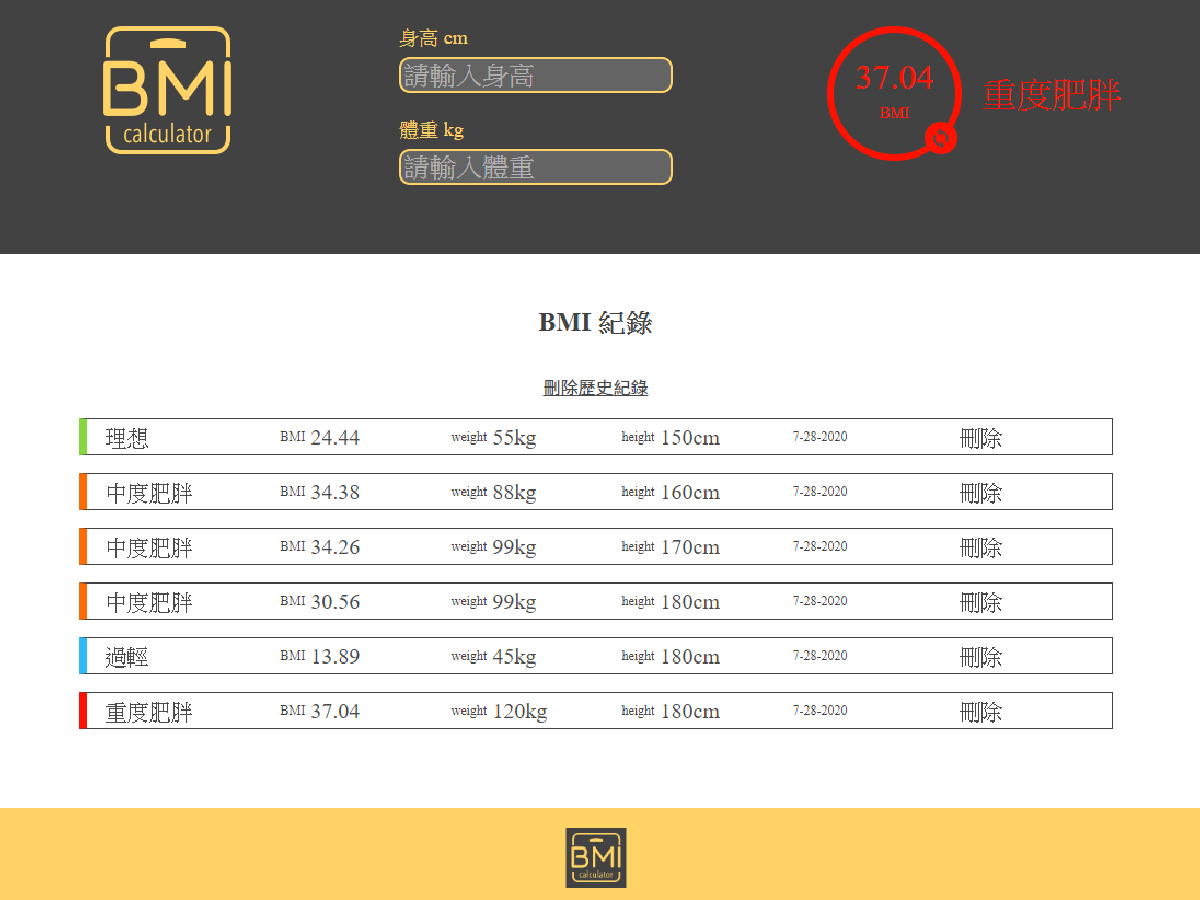 BMI
calculator
身高 cm
請輸入身高
體重 kg
請輸入體重
37.04
BMI
重度肥胖
BMI 紀錄
刪除歷史紀錄
理想 BMI 24.44 weight 55kg height 150cm 7-28-2020 刪除
中度肥胖 BMI 34.38 weight 88kg height 160cm 7-28-2020 刪除
中度肥胖 BMI 34.26 weight 99kg height 170cm 7-28-2020 刪除
中度肥胖 BMI 30.56 weight 99kg height 180cm 7-28-2020 刪除
過輕 BMI 13.89 weight 45kg height 180cm 7-28-2020 刪除
重度肥胖 BMI 37.04 weight 120kg height 180cm 7-28-2020 刪除
BMI
calculator